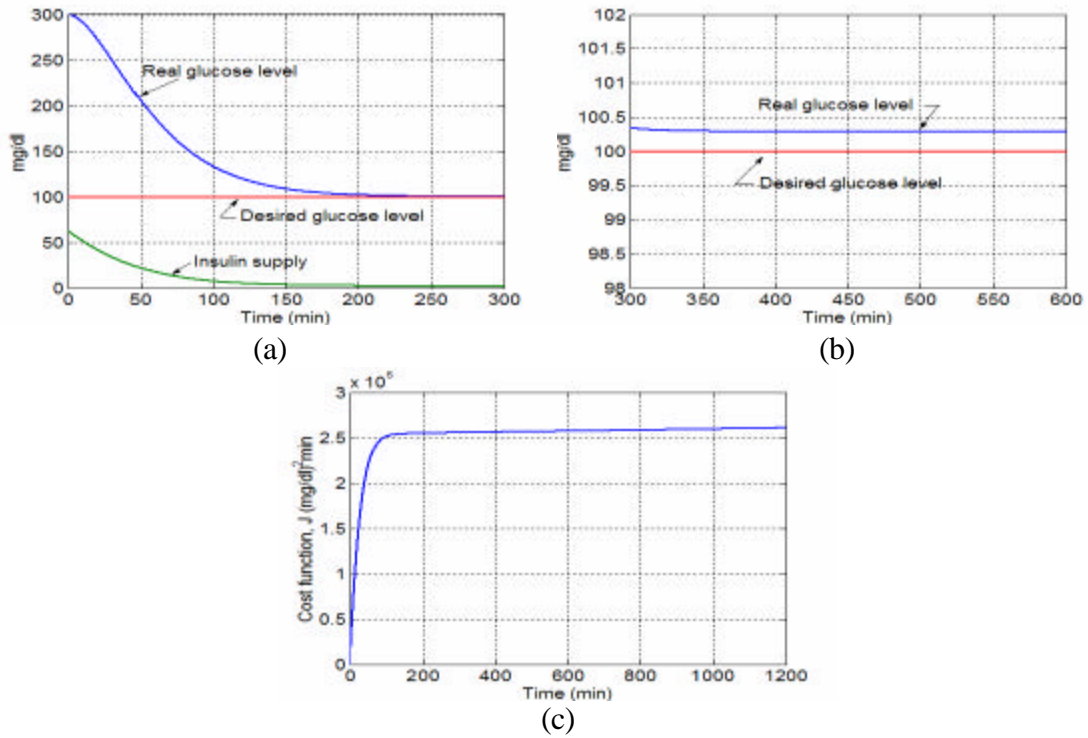 300
250
200
150
100
50
0
mg/dl
Real glucose level
Desired glucose level
Insulin supply
0 50 100 150 200 250 300
Time (min)
(a)
102
101.5
101
100.5
100
99.5
99
98.5
98
mg/dl
Real glucose level
Desired glucose level
300 350 400 450 500 550 600
Time (min)
(b)
3 × 10⁵
2.5
2
1.5
1
0.5
0
Cost function, J (mg/dl)²min
0 200 400 600 800 1000 1200
Time (min)
(c)